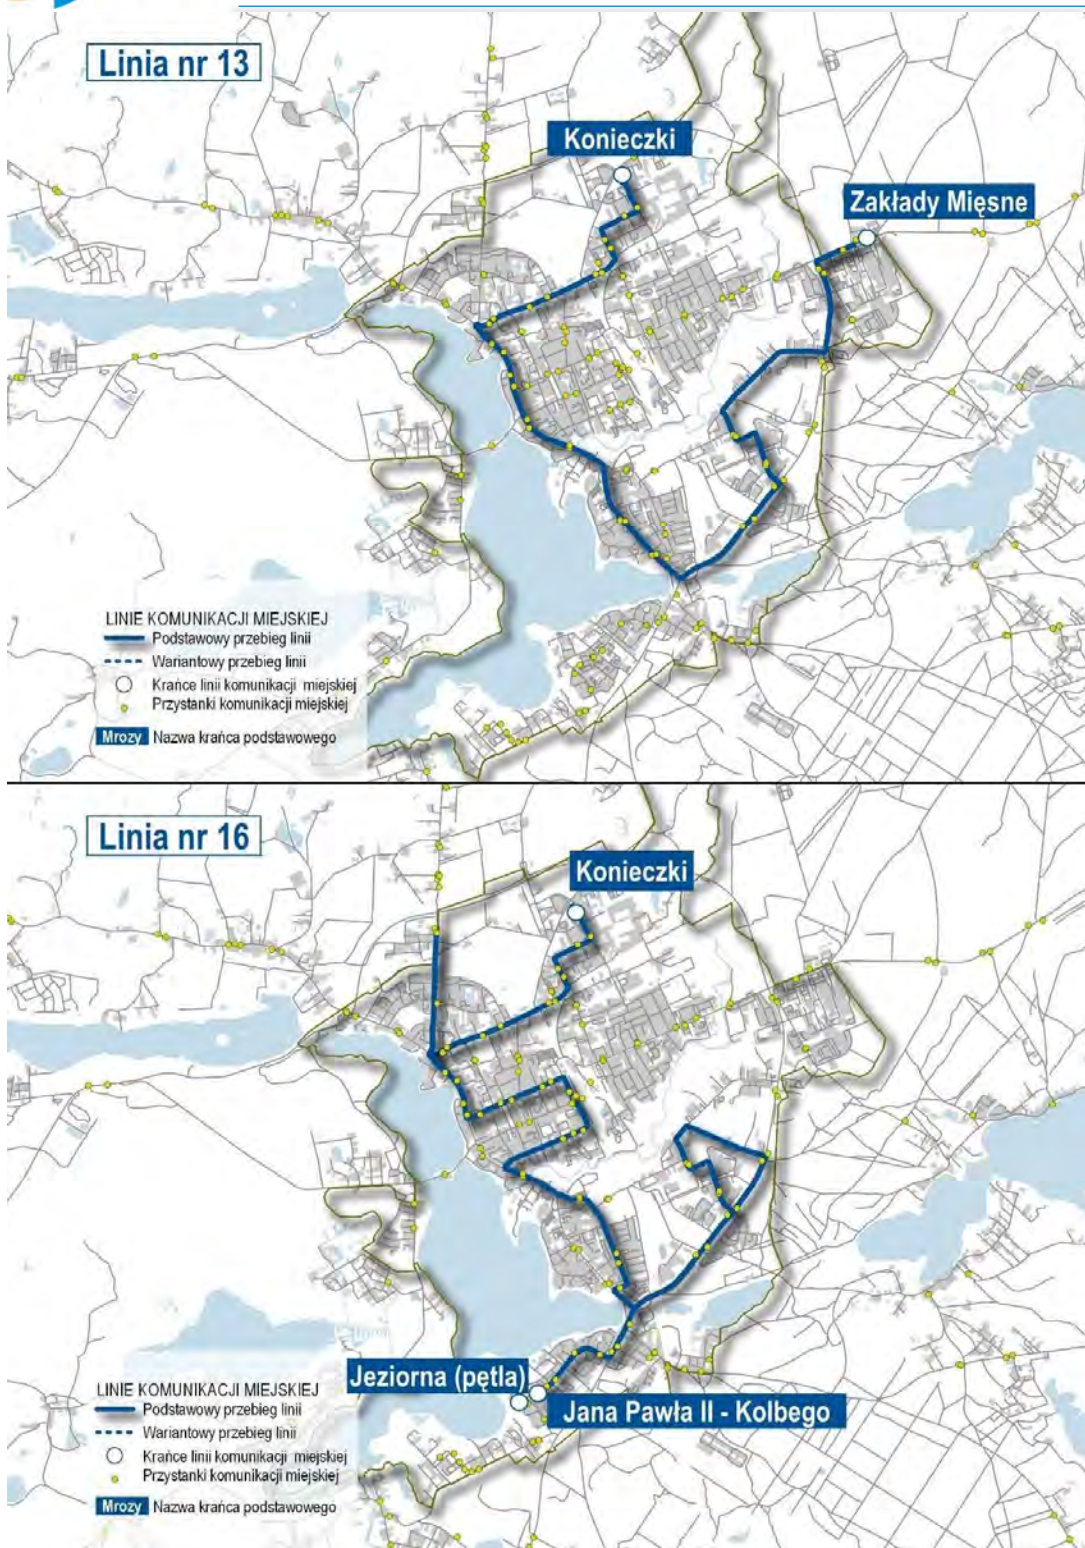 Linia nr 13
Konieczki
Zakłady Mięsne
LINIE KOMUNIKACJI MIEJSKIEJ
Podstawowy przebieg linii
Wariantowy przebieg linii
Krańce linii komunikacji miejskiej
Przystanki komunikacji miejskiej
Mrozy Nazwa krańca podstawowego
Linia nr 16
Konieczki
Jeziorna (pętla)
Jana Pawła II - Kolbego
LINIE KOMUNIKACJI MIEJSKIEJ
Podstawowy przebieg linii
Wariantowy przebieg linii
Krańce linii komunikacji miejskiej
Przystanki komunikacji miejskiej
Mrozy Nazwa krańca podstawowego